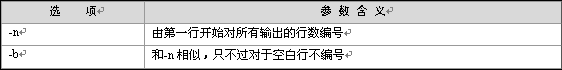 选 项 参 数 含 义
-n 由第一行开始对所有输出的行数编号
-b 和-n 相似，只不过对于空白行不编号